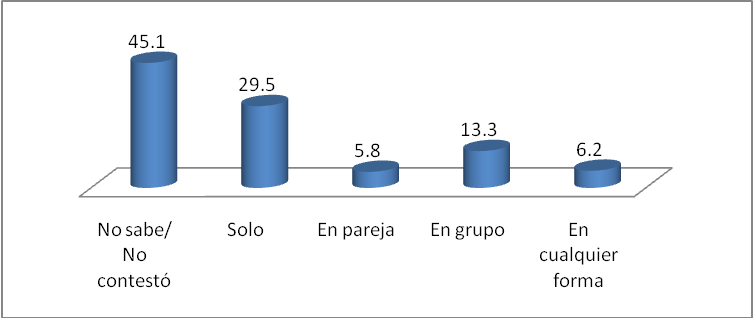 45.1
29.5
5.8
13.3
6.2
No sabe/
No
contestó
Solo
En pareja
En grupo
En
cualquier
forma